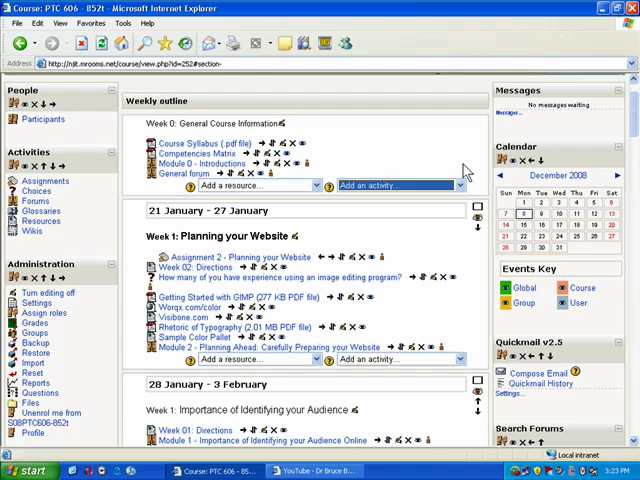 Course: PTC 606 - 852t - Microsoft Internet Explorer
File Edit View Favorites Tools Help
Address http://njit.mrooms.net/course/view.php?id=252#section-
People
Participants
Activities
Assignments
Choices
Forums
Glossaries
Resources
Wikis
Administration
Turn editing off
Settings
Assign roles
Grades
Groups
Backup
Restore
Import
Reset
Reports
Questions
Files
Unenrol me from
S08PTC606-852t
Profile
Weekly outline
Week 0: General Course Information
Course Syllabus (.pdf file)
Competencies Matrix
Module 0 - Introductions
General forum
Add a resource... Add an activity...
21 January - 27 January
Week 1: Planning your Website
Assignment 2 - Planning your Website
Week 02: Directions
How many of you have experience using an image editing program?
Getting Started with GIMP (277 KB PDF file)
Worqx.com/color
Visibone.com
Rhetoric of Typography (2.01 MB PDF file)
Sample Color Pallet
Module 2 - Planning Ahead: Carefully Preparing your Website
Add a resource... Add an activity...
28 January - 3 February
Week 1: Importance of Identifying your Audience
Week 01: Directions
Module 1 - Importance of Identifying your Audience Online
Messages
No messages waiting
Messages...
Calendar
December 2008
Sun Mon Tue Wed Thu Fri Sat
1 2 3 4 5 6
7 8 9 10 11 12 13
14 15 16 17 18 19 20
21 22 23 24 25 26 27
28 29 30 31
Events Key
Global Course
Group User
Quickmail v2.5
Compose Email
Quickmail History
Settings...
Search Forums
Local intranet
start Course: PTC 606 - 85... YouTube - Dr Bruce B... 3:23 PM